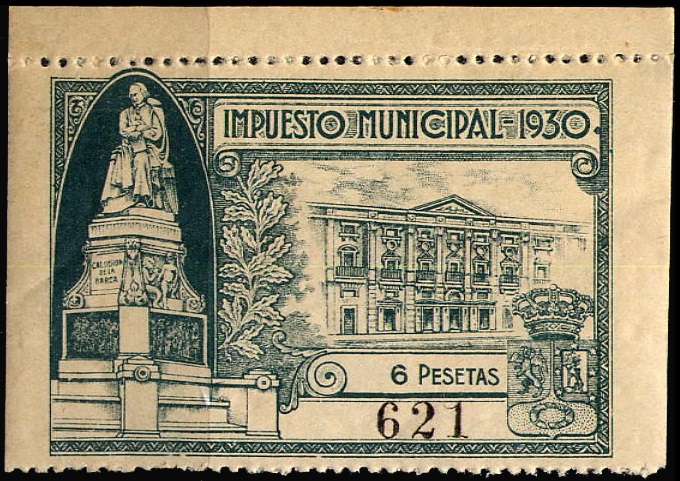 IMPUESTO MUNICIPAL=1930.
CALDERON
DE LA
BARCA
6 PESETAS
621